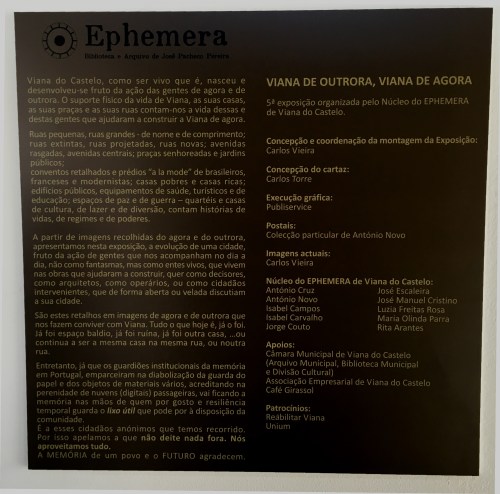 Ephemera
Biblioteca e Arquivo de José Pacheco Pereira
Viana do Castelo, como ser vivo que é, nasceu e
desenvolveu-se fruto da ação das gentes de agora e de
outrora. O suporte físico da vida de Viana, as suas casas,
as suas praças e as suas ruas contam-nos a vida dessas e
destas gentes que ajudaram a construir a Viana de agora.
Ruas pequenas, ruas grandes - de nome e de comprimento;
ruas extintas, ruas projetadas, ruas novas; avenidas
rasgadas, avenidas centrais; praças senhoreadas e jardins
públicos;
conventos retalhados e prédios "a la mode" de brasileiros,
franceses e modernistas; casas pobres e casas ricas;
edifícios públicos, equipamentos de saúde, turísticos e de
educação; espaços de paz e de guerra – quartéis e casas
de cultura, de lazer e de diversão, contam histórias de
vidas, de regimes e de poderes.
A partir de imagens recolhidas do agora e do outrora,
apresentamos nesta exposição, a evolução de uma cidade,
fruto da ação de gentes que nos acompanham no dia a
dia, não como fantasmas, mas como entes vivos, que vivem
nas obras que ajudaram a construir, quer como decisores,
como arquitetos, como operários, ou como cidadãos
intervenientes, que de forma aberta ou velada discutiam
a sua cidade.
São estes retalhos em imagens de agora e de outrora que
nos fazem conviver com Viana. Tudo o que hoje é, já o foi.
Já foi espaço baldio, já foi ruína, já foi outra casa, ...ou
continua a ser a mesma casa na mesma rua, ou noutra
rua.
Entretanto, já que os guardiões institucionais da memória
em Portugal, emparceiram na diabolização da guarda do
papel e dos objetos de materiais vários, acreditando na
perenidade de nuvens (digitais) passageiras, vai ficando a
memória nas mãos de quem por gosto e resiliência
temporal guarda o lixo útil que pode por à disposição da
comunidade.
É a esses cidadãos anónimos que temos recorrido.
Por isso apelamos a que não deite nada fora. Nós
aproveitamos tudo.
A MEMÓRIA de um povo e o FUTURO agradecem.
VIANA DE OUTRORA, VIANA DE AGORA
5ª exposição organizada pelo Núcleo do EPHEMERA
de Viana do Castelo.
Concepção e coordenação da montagem da Exposição:
Carlos Vieira
Concepção do cartaz:
Carlos Torre
Execução gráfica:
Publiservice
Postais:
Colecção particular de António Novo
Imagens actuais:
Carlos Vieira
Núcleo do EPHEMERA de Viana do Castelo:
António Cruz
António Novo
Isabel Campos
Isabel Carvalho
Jorge Couto
José Escaleira
José Manuel Cristino
Luzia Freitas Rosa
Maria Olinda Parra
Rita Arantes
Apoios:
Câmara Municipal de Viana do Castelo
(Arquivo Municipal, Biblioteca Municipal
e Divisão Cultural)
Associação Empresarial de Viana do Castelo
Café Girassol
Patrocínios:
Reabilitar Viana
Unium